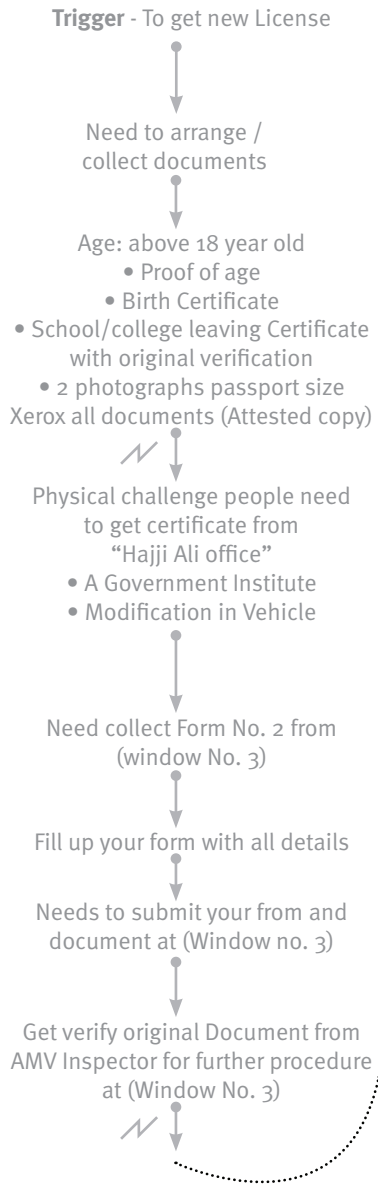 Trigger - To get new License
Need to arrange /
collect documents
Age: above 18 year old
• Proof of age
• Birth Certificate
• School/college leaving Certificate
with original verification
• 2 photographs passport size
Xerox all documents (Attested copy)
Physical challenge people need
to get certificate from
“Hajji Ali office”
• A Government Institute
• Modification in Vehicle
Need collect Form No. 2 from
(window No. 3)
Fill up your form with all details
Needs to submit your from and
document at (Window no. 3)
Get verify original Document from
AMV Inspector for further procedure
at (Window No. 3)